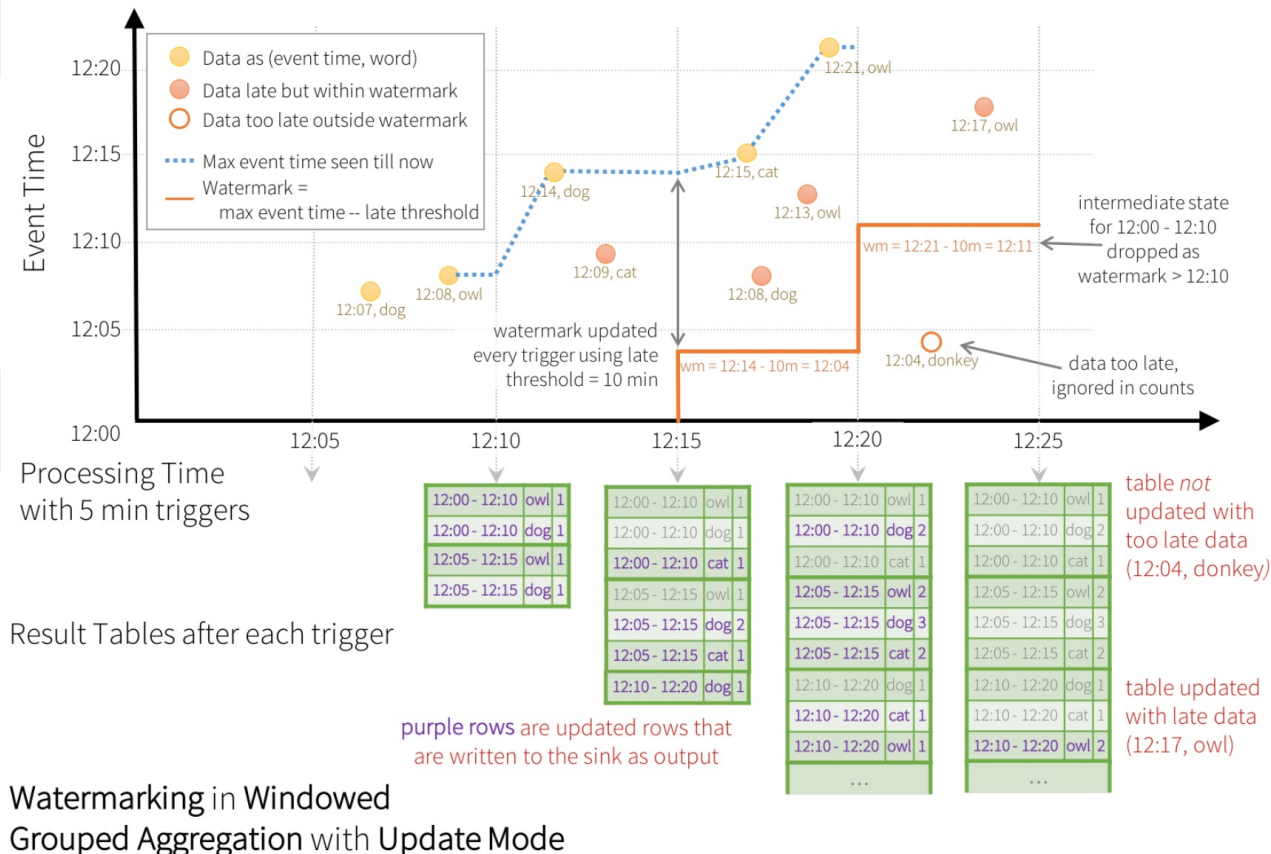 Data as (event time, word)
Data late but within watermark
Data too late outside watermark
Max event time seen till now
Watermark =
max event time -- late threshold
Event Time
12:20
12:15
12:10
12:05
12:00
12:07, dog
12:08, owl
12:14, dog
12:09, cat
12:15, cat
12:13, owl
12:08, dog
12:21, owl
12:17, owl
12:04, donkey
watermark updated
every trigger using late
threshold = 10 min
wm = 12:14 - 10m = 12:04
wm = 12:21 - 10m = 12:11
intermediate state
for 12:00 - 12:10
dropped as
watermark > 12:10
data too late,
ignored in counts
12:05
12:10
12:15
12:20
12:25
Processing Time
with 5 min triggers
Result Tables after each trigger
12:00 - 12:10 owl 1
12:00 - 12:10 dog 1
12:05 - 12:15 owl 1
12:05 - 12:15 dog 1
12:00 - 12:10 owl 1
12:00 - 12:10 dog 1
12:00 - 12:10 cat 1
12:05 - 12:15 owl 1
12:05 - 12:15 dog 2
12:05 - 12:15 cat 1
12:10 - 12:20 dog 1
12:00 - 12:10 owl 1
12:00 - 12:10 dog 2
12:00 - 12:10 cat 1
12:05 - 12:15 owl 2
12:05 - 12:15 dog 3
12:05 - 12:15 cat 2
12:10 - 12:20 dog 1
12:10 - 12:20 cat 1
12:10 - 12:20 owl 1
...
12:00 - 12:10 owl 1
12:00 - 12:10 dog 2
12:00 - 12:10 cat 1
12:05 - 12:15 owl 2
12:05 - 12:15 dog 3
12:05 - 12:15 cat 2
12:10 - 12:20 dog 1
12:10 - 12:20 cat 1
12:10 - 12:20 owl 2
...
table not
updated with
too late data
(12:04, donkey)
table updated
with late data
(12:17, owl)
purple rows are updated rows that
are written to the sink as output
Watermarking in Windowed
Grouped Aggregation with Update Mode